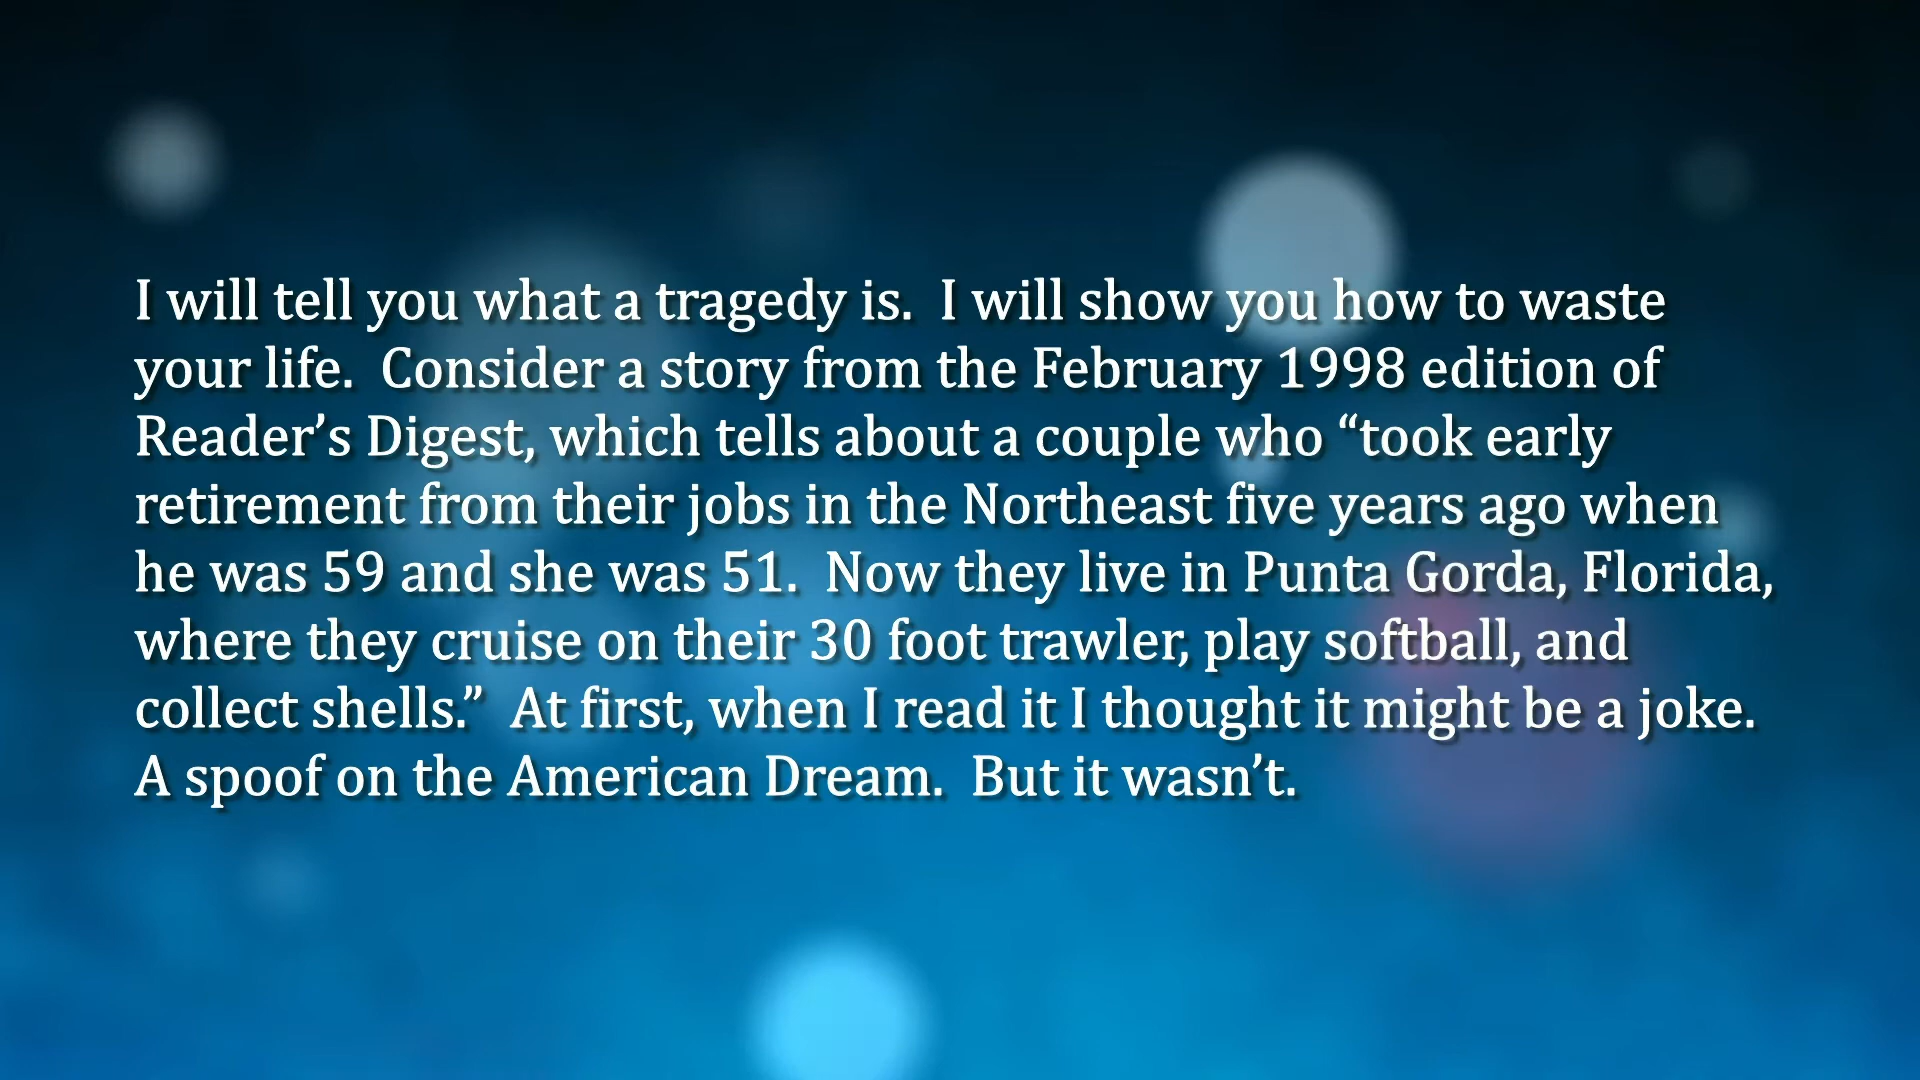 I will tell you what a tragedy is.  I will show you how to waste
your life.  Consider a story from the February 1998 edition of
Reader’s Digest, which tells about a couple who “took early
retirement from their jobs in the Northeast five years ago when
he was 59 and she was 51.  Now they live in Punta Gorda, Florida,
where they cruise on their 30 foot trawler, play softball, and
collect shells.”  At first, when I read it I thought it might be a joke.
A spoof on the American Dream.  But it wasn’t.